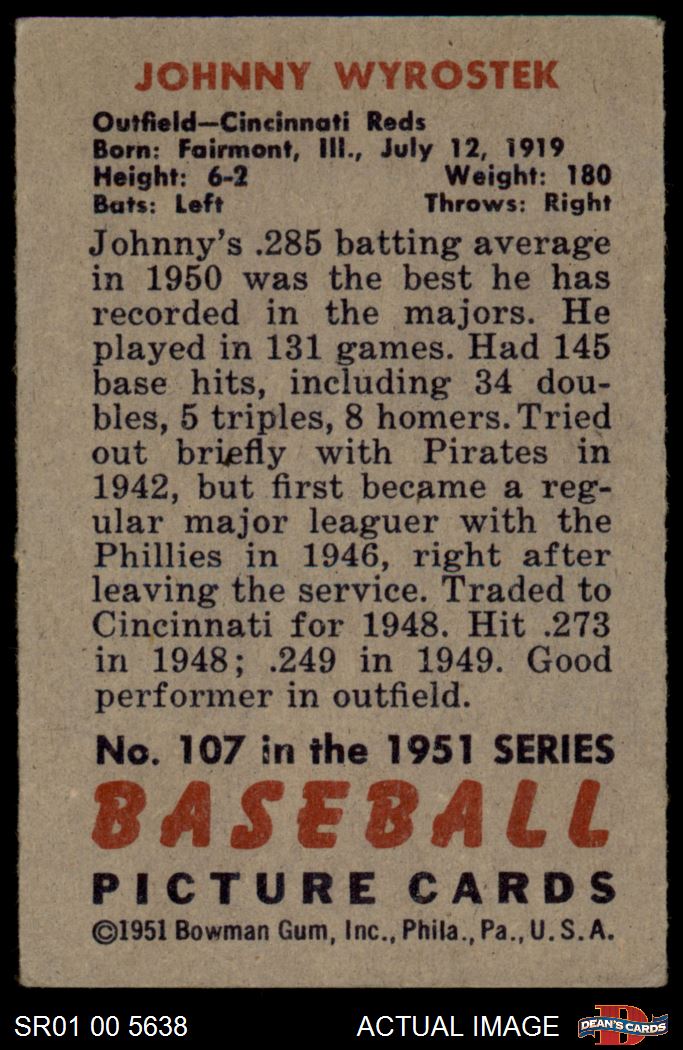 JOHNNY WYROSTEK
Outfield—Cincinnati Reds
Born: Fairmont, Ill., July 12, 1919
Height: 6-2 Weight: 180
Bats: Left Throws: Right
Johnny's .285 batting average
in 1950 was the best he has
recorded in the majors. He
played in 131 games. Had 145
base hits, including 34 dou-
bles, 5 triples, 8 homers. Tried
out briefly with Pirates in
1942, but first became a reg-
ular major leaguer with the
Phillies in 1946, right after
leaving the service. Traded to
Cincinnati for 1948. Hit .273
in 1948; .249 in 1949. Good
performer in outfield.
No. 107 in the 1951 SERIES
BASEBALL
PICTURE CARDS
©1951 Bowman Gum, Inc., Phila., Pa., U.S.A.
SR01 00 5638 ACTUAL IMAGE D DEAN'S CARDS